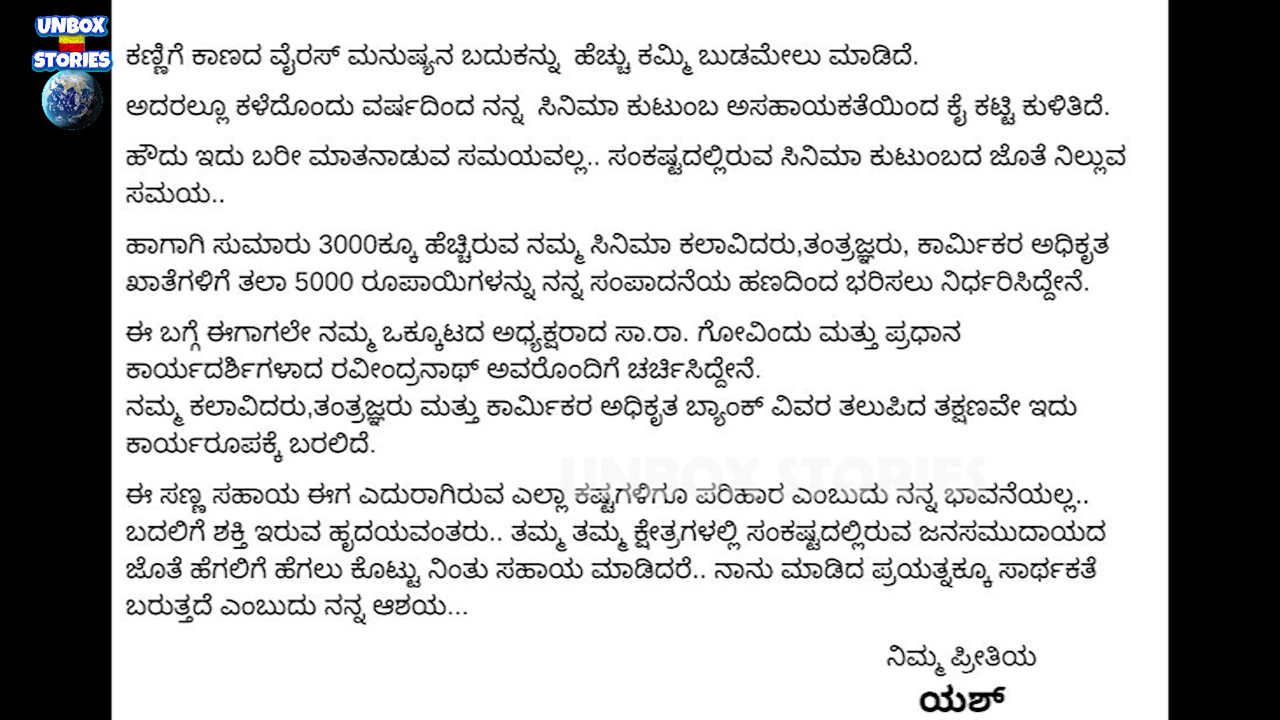 UNBOX
STORIES
ಕಣ್ಣಿಗೆ ಕಾಣದ ವೈರಸ್ ಮನುಷ್ಯನ ಬದುಕನ್ನು ಹೆಚ್ಚು ಕಮ್ಮಿ ಬುಡಮೇಲು ಮಾಡಿದೆ.
ಅದರಲ್ಲೂ ಕಳೆದೊಂದು ವರ್ಷದಿಂದ ನನ್ನ ಸಿನಿಮಾ ಕುಟುಂಬ ಅಸಹಾಯಕತೆಯಿಂದ ಕೈ ಕಟ್ಟಿ ಕುಳಿತಿದೆ.
ಹೌದು ಇದು ಬರೀ ಮಾತನಾಡುವ ಸಮಯವಲ್ಲ.. ಸಂಕಷ್ಟದಲ್ಲಿರುವ ಸಿನಿಮಾ ಕುಟುಂಬದ ಜೊತೆ ನಿಲ್ಲುವ
ಸಮಯ..
ಹಾಗಾಗಿ ಸುಮಾರು 3000ಕ್ಕೂ ಹೆಚ್ಚಿರುವ ನಮ್ಮ ಸಿನಿಮಾ ಕಲಾವಿದರು,ತಂತ್ರಜ್ಞರು, ಕಾರ್ಮಿಕರ ಅಧಿಕೃತ
ಖಾತೆಗಳಿಗೆ ತಲಾ 5000 ರೂಪಾಯಿಗಳನ್ನು ನನ್ನ ಸಂಪಾದನೆಯ ಹಣದಿಂದ ಭರಿಸಲು ನಿರ್ಧರಿಸಿದ್ದೇನೆ.
ಈ ಬಗ್ಗೆ ಈಗಾಗಲೇ ನಮ್ಮ ಒಕ್ಕೂಟದ ಅಧ್ಯಕ್ಷರಾದ ಸಾ.ರಾ. ಗೋವಿಂದು ಮತ್ತು ಪ್ರಧಾನ
ಕಾರ್ಯದರ್ಶಿಗಳಾದ ರವೀಂದ್ರನಾಥ್ ಅವರೊಂದಿಗೆ ಚರ್ಚಿಸಿದ್ದೇನೆ.
ನಮ್ಮ ಕಲಾವಿದರು,ತಂತ್ರಜ್ಞರು ಮತ್ತು ಕಾರ್ಮಿಕರ ಅಧಿಕೃತ ಬ್ಯಾಂಕ್ ವಿವರ ತಲುಪಿದ ತಕ್ಷಣವೇ ಇದು
ಕಾರ್ಯರೂಪಕ್ಕೆ ಬರಲಿದೆ.
UNBOX STORIES
ಈ ಸಣ್ಣ ಸಹಾಯ ಈಗ ಎದುರಾಗಿರುವ ಎಲ್ಲಾ ಕಷ್ಟಗಳಿಗೂ ಪರಿಹಾರ ಎಂಬುದು ನನ್ನ ಭಾವನೆಯಲ್ಲ..
ಬದಲಿಗೆ ಶಕ್ತಿ ಇರುವ ಹೃದಯವಂತರು.. ತಮ್ಮ ತಮ್ಮ ಕ್ಷೇತ್ರಗಳಲ್ಲಿ ಸಂಕಷ್ಟದಲ್ಲಿರುವ ಜನಸಮುದಾಯದ
ಜೊತೆ ಹೆಗಲಿಗೆ ಹೆಗಲು ಕೊಟ್ಟು ನಿಂತು ಸಹಾಯ ಮಾಡಿದರೆ.. ನಾನು ಮಾಡಿದ ಪ್ರಯತ್ನಕ್ಕೂ ಸಾರ್ಥಕತೆ
ಬರುತ್ತದೆ ಎಂಬುದು ನನ್ನ ಆಶಯ...
ನಿಮ್ಮ ಪ್ರೀತಿಯ
ಯಶ್